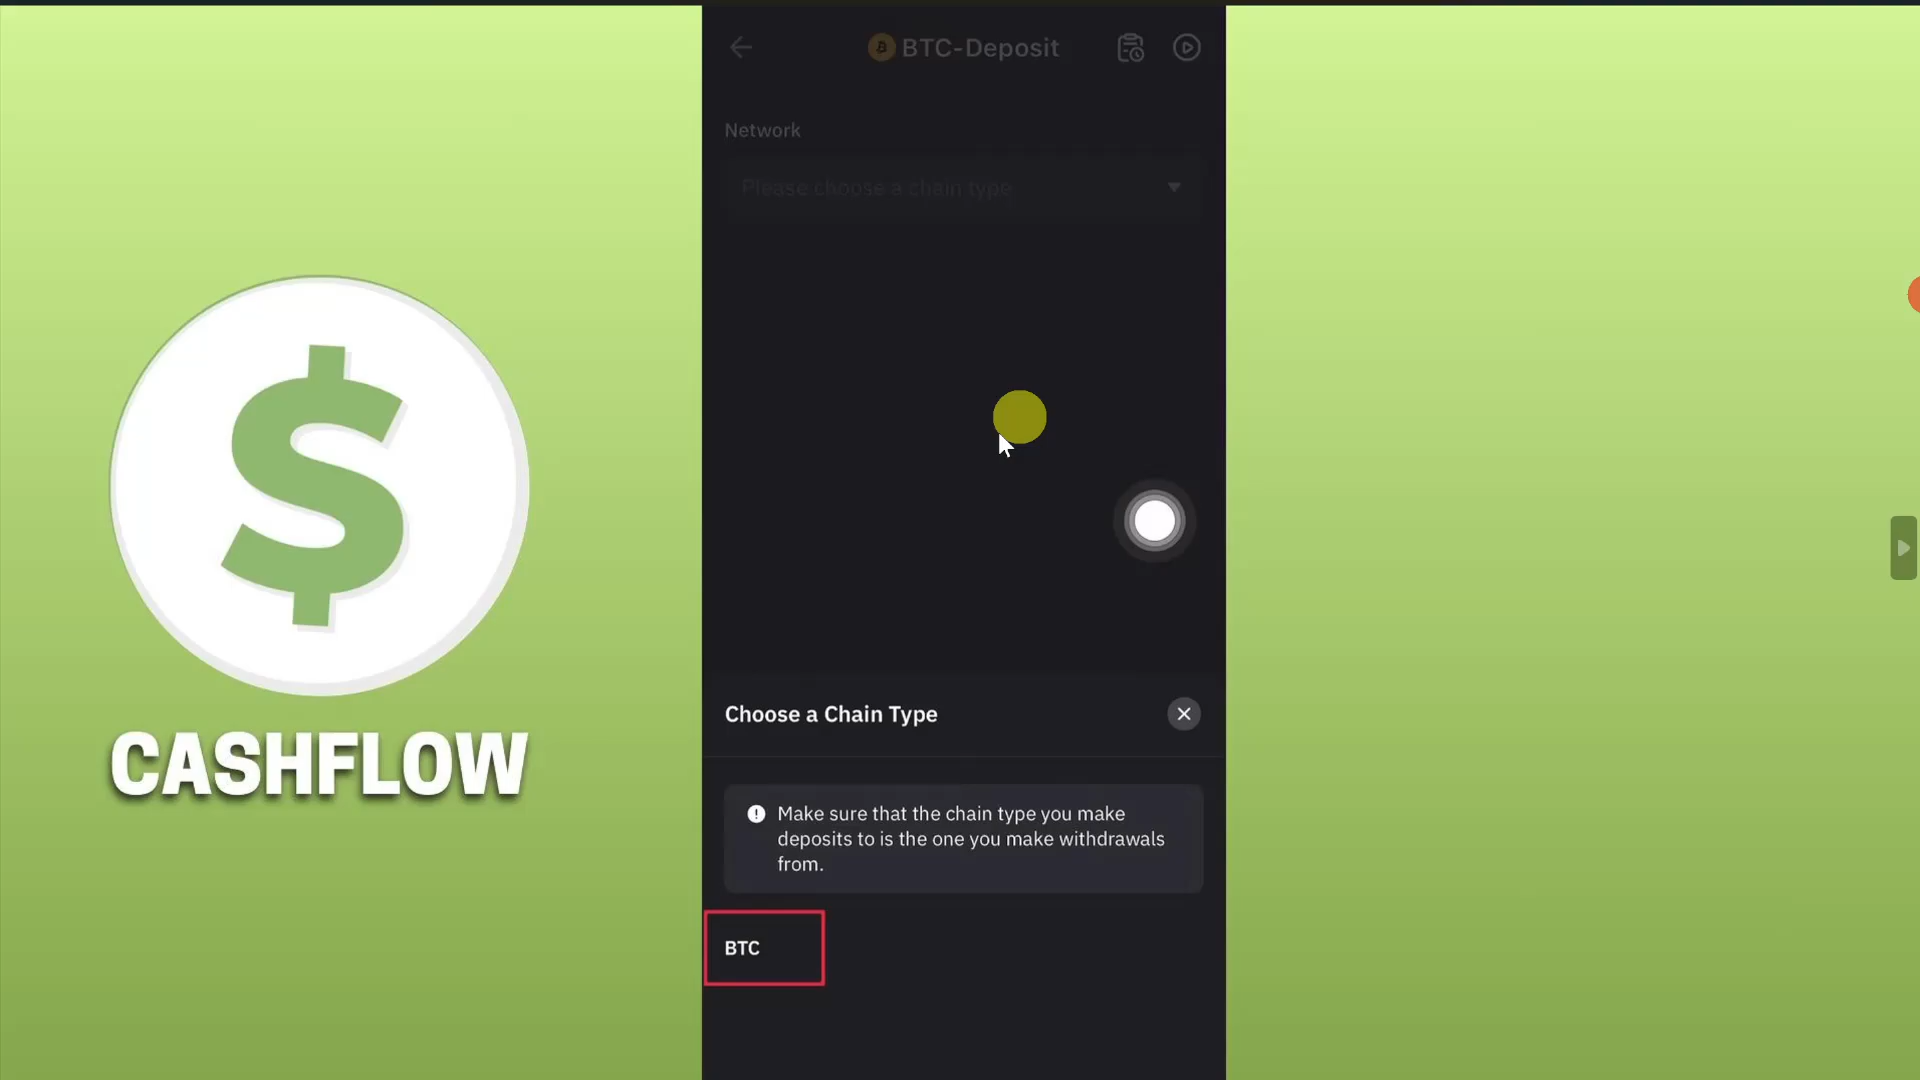 BTC-Deposit
Network
Please choose a chain type
Choose a Chain Type
Make sure that the chain type you make
deposits to is the one you make withdrawals
from.
BTC
$
CASHFLOW